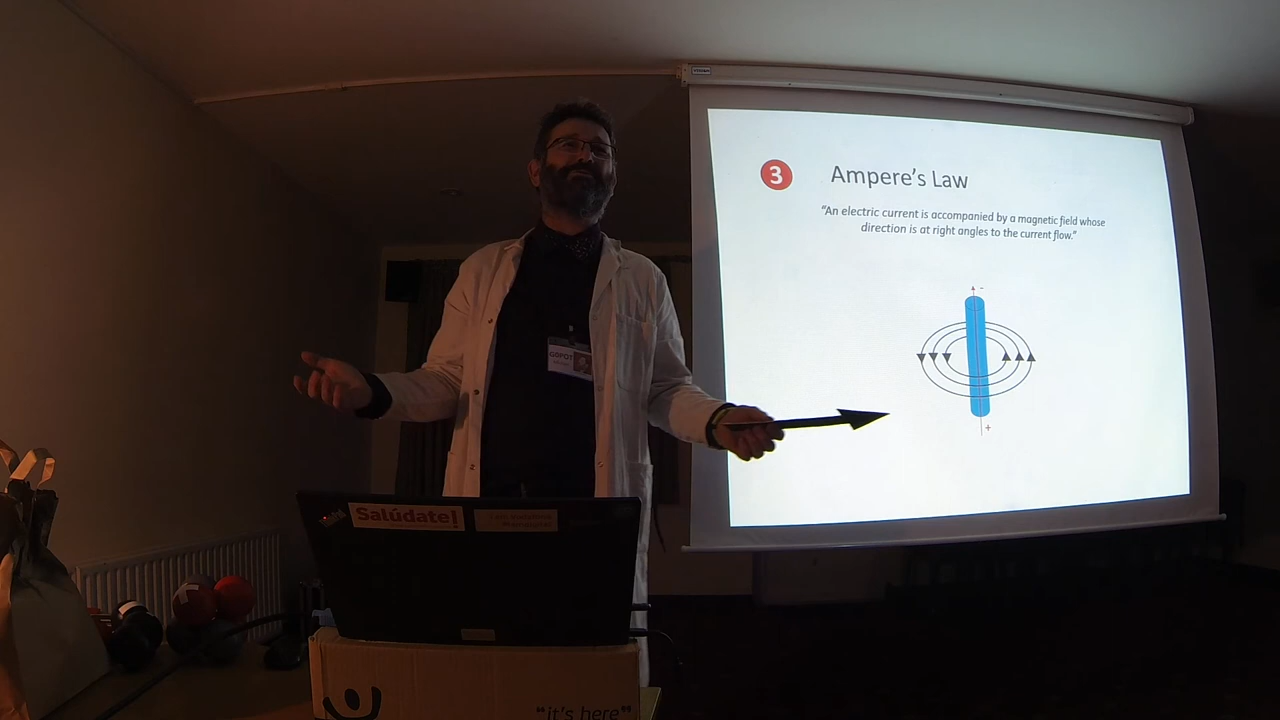 3
Ampere's Law
“An electric current is accompanied by a magnetic field whose
direction is at right angles to the current flow.”
-
+
GDFOT
Salúdate!
“it's here”